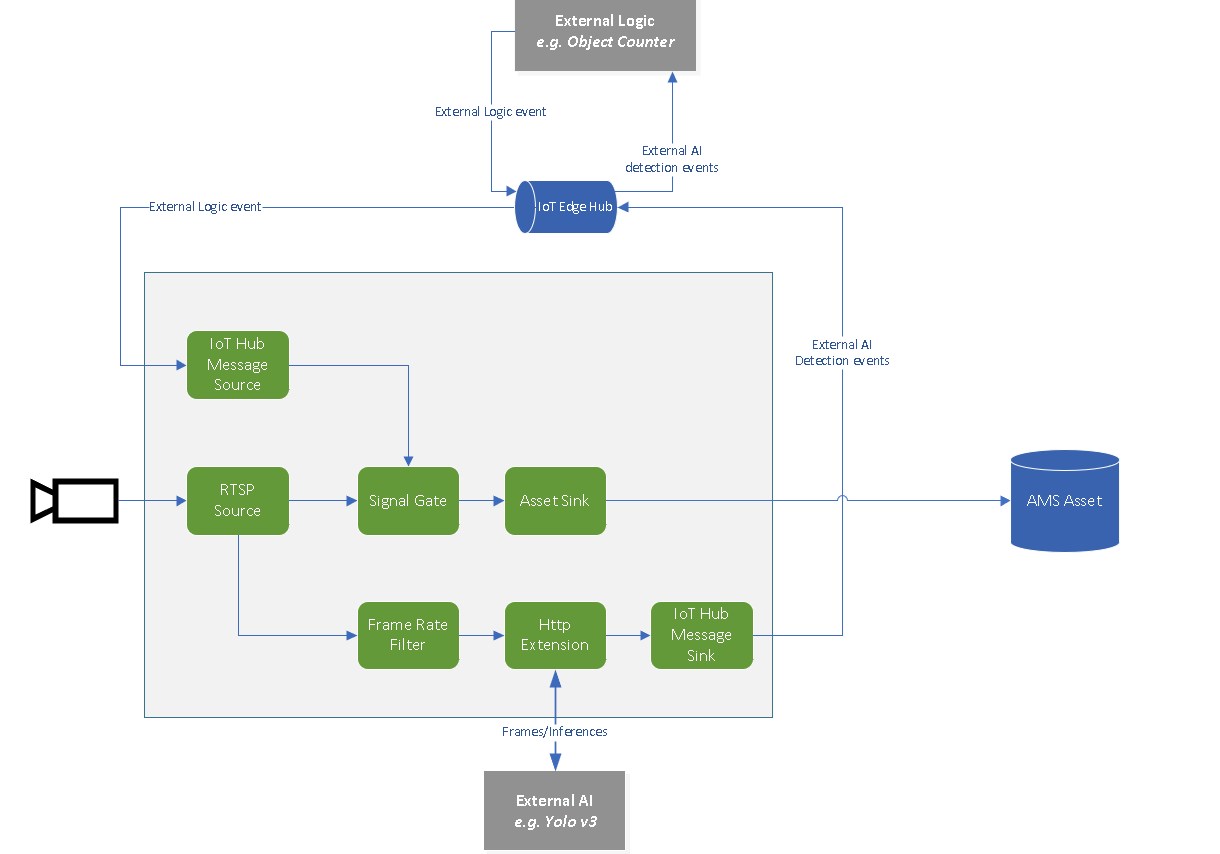 External Logic
e.g. Object Counter
External Logic event
External AI
detection events
External Logic event
IoT Edge Hub
IoT Hub
Message
Source
External AI
Detection events
RTSP
Source
Signal Gate
Asset Sink
AMS Asset
Frame Rate
Filter
Http
Extension
IoT Hub
Message
Sink
Frames/Inferences
External AI
e.g. Yolo v3